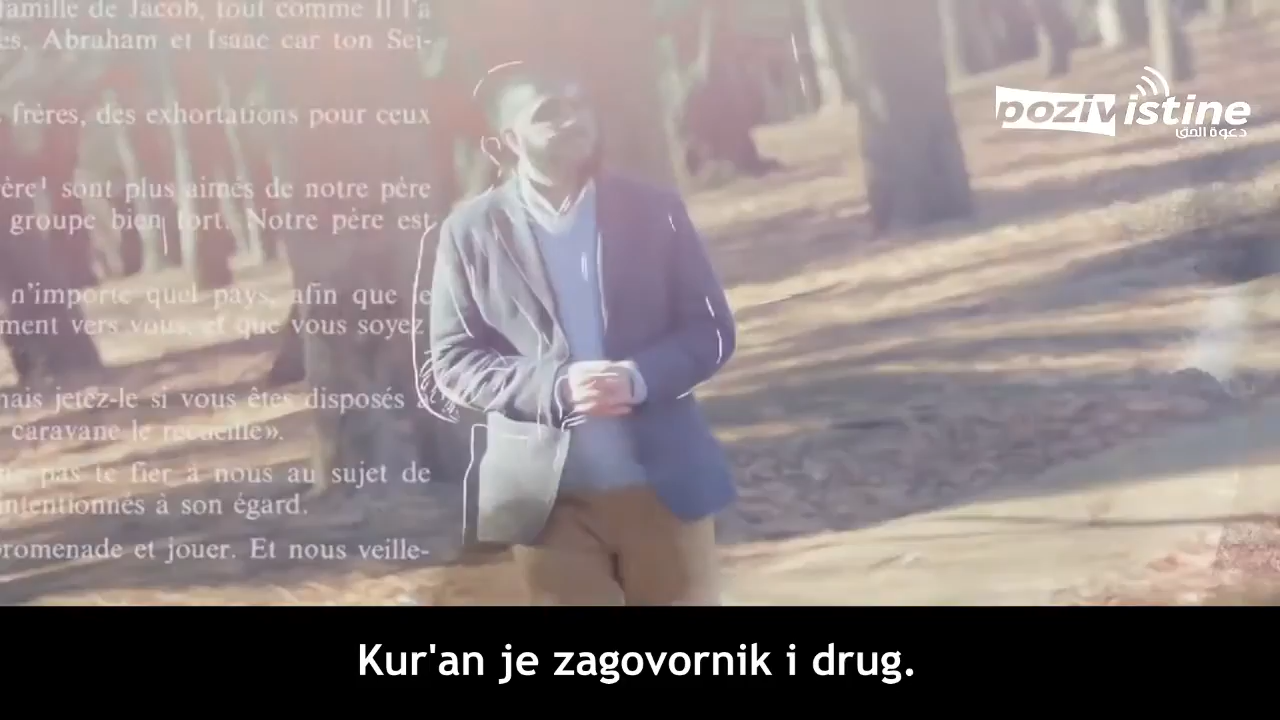 famille de Jacob, tout comme Il l'a
es, Abraham et Isaac car ton Sei-
frères, des exhortations pour ceux
ère¹ sont plus aimés de notre père
groupe bien fort. Notre père est
n'importe quel pays, afin que le
ment vers vous, et que vous soyez
mais jetez-le si vous êtes disposés à
caravane le recueille».
pas te fier à nous au sujet de
intentionnés à son égard.
promenade et jouer. Et nous veille-
pozivistine
دعوة الحق
Kur'an je zagovornik i drug.